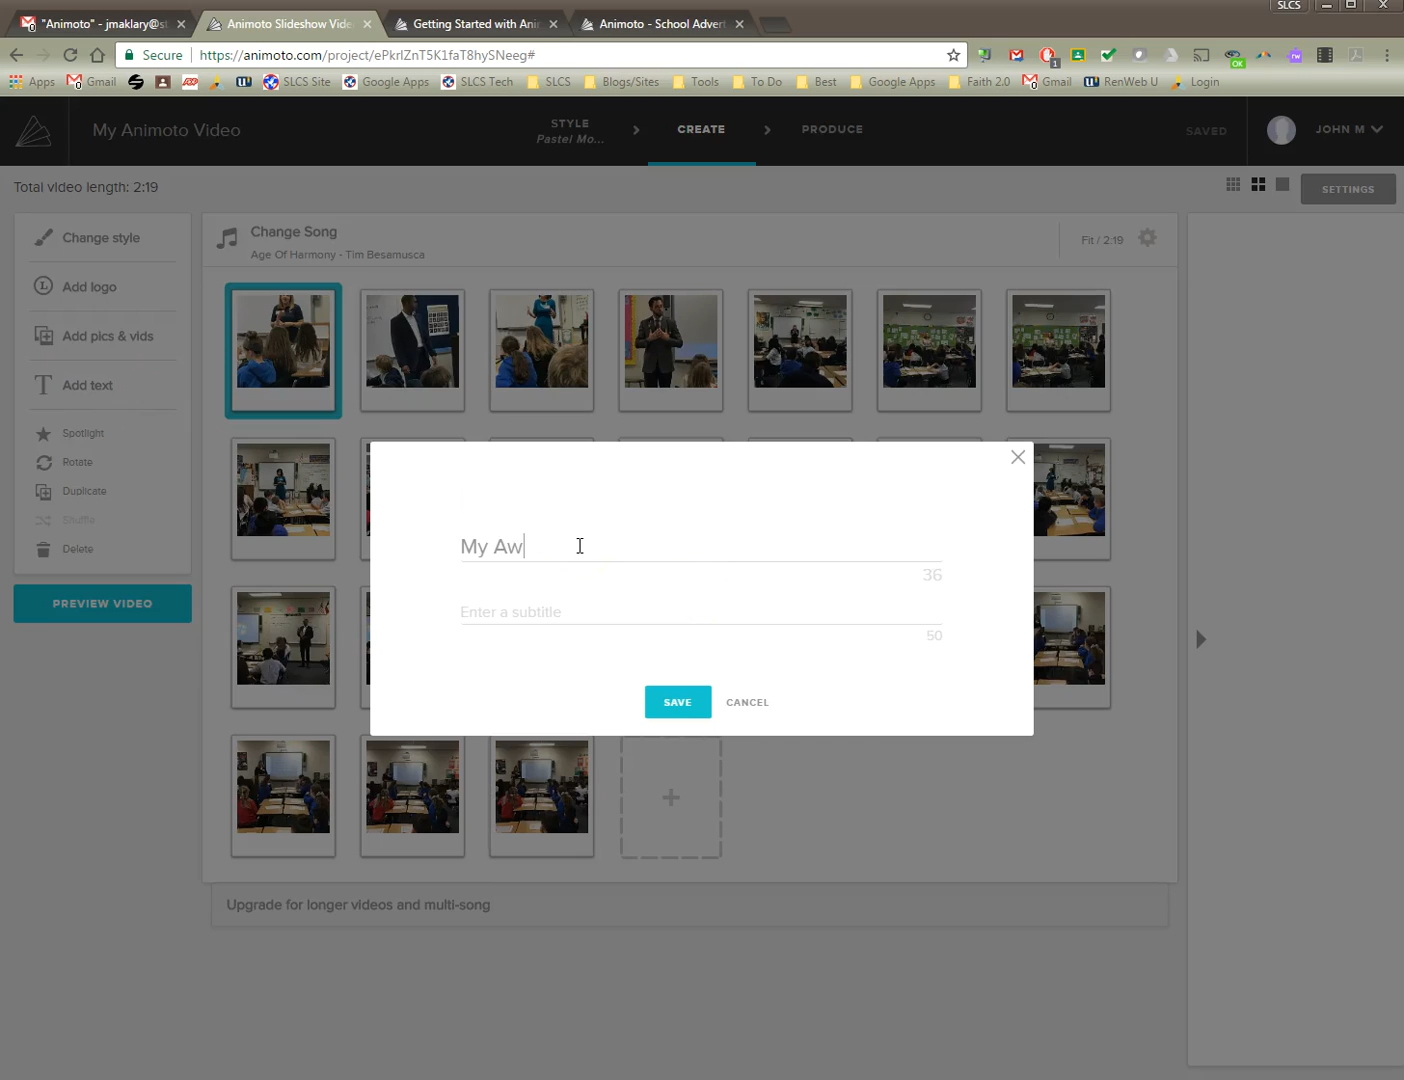 "Animoto" - jmaklary@st
Animoto Slideshow Vide
Getting Started with Ani
Animoto - School Advert
SLCS
Secure
https://animoto.com/project/ePkrIZnT5K1faT8hySNeeg#
1
OK
Apps
Gmail
SLCS Site
Google Apps
SLCS Tech
SLCS
Blogs/Sites
Tools
To Do
Best
Google Apps
Faith 2.0
Gmail
RenWeb U
Login
My Animoto Video
STYLE
Pastel Mo...
CREATE
PRODUCE
SAVED
JOHN M
Total video length: 2:19
SETTINGS
Change style
Add logo
Add pics & vids
Add text
Spotlight
Rotate
Duplicate
Shuffle
Delete
PREVIEW VIDEO
Change Song
Age Of Harmony - Tim Besamusca
Fit / 2:19
My Aw
36
Enter a subtitle
50
SAVE
CANCEL
Upgrade for longer videos and multi-song